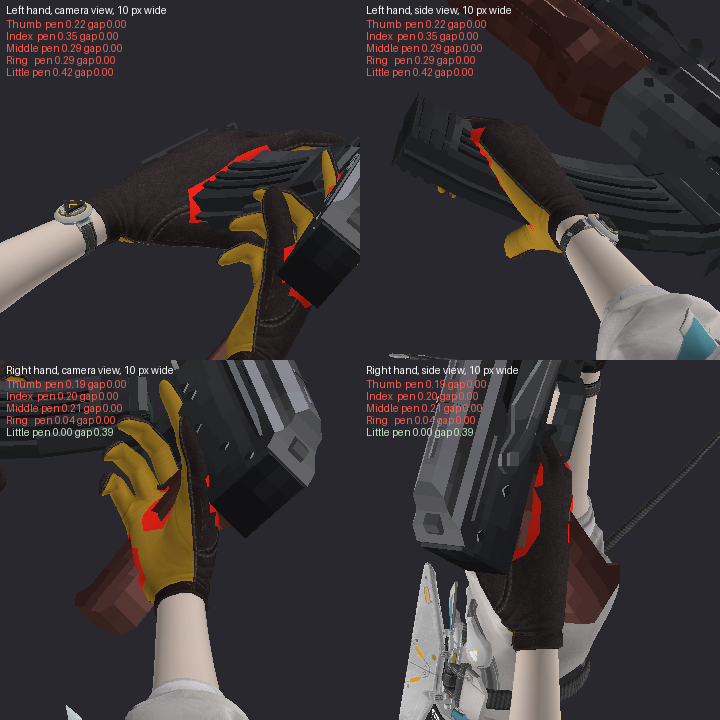 Left hand, camera view, 10 px wide
Thumb pen 0.22 gap 0.00
Index pen 0.35 gap 0.00
Middle pen 0.29 gap 0.00
Ring pen 0.29 gap 0.00
Little pen 0.42 gap 0.00
Left hand, side view, 10 px wide
Thumb pen 0.22 gap 0.00
Index pen 0.35 gap 0.00
Middle pen 0.29 gap 0.00
Ring pen 0.29 gap 0.00
Little pen 0.42 gap 0.00
Right hand, camera view, 10 px wide
Thumb pen 0.19 gap 0.00
Index pen 0.20 gap 0.00
Middle pen 0.21 gap 0.00
Ring pen 0.04 gap 0.00
Little pen 0.00 gap 0.39
Right hand, side view, 10 px wide
Thumb pen 0.19 gap 0.00
Index pen 0.20 gap 0.00
Middle pen 0.21 gap 0.00
Ring pen 0.04 gap 0.00
Little pen 0.00 gap 0.39